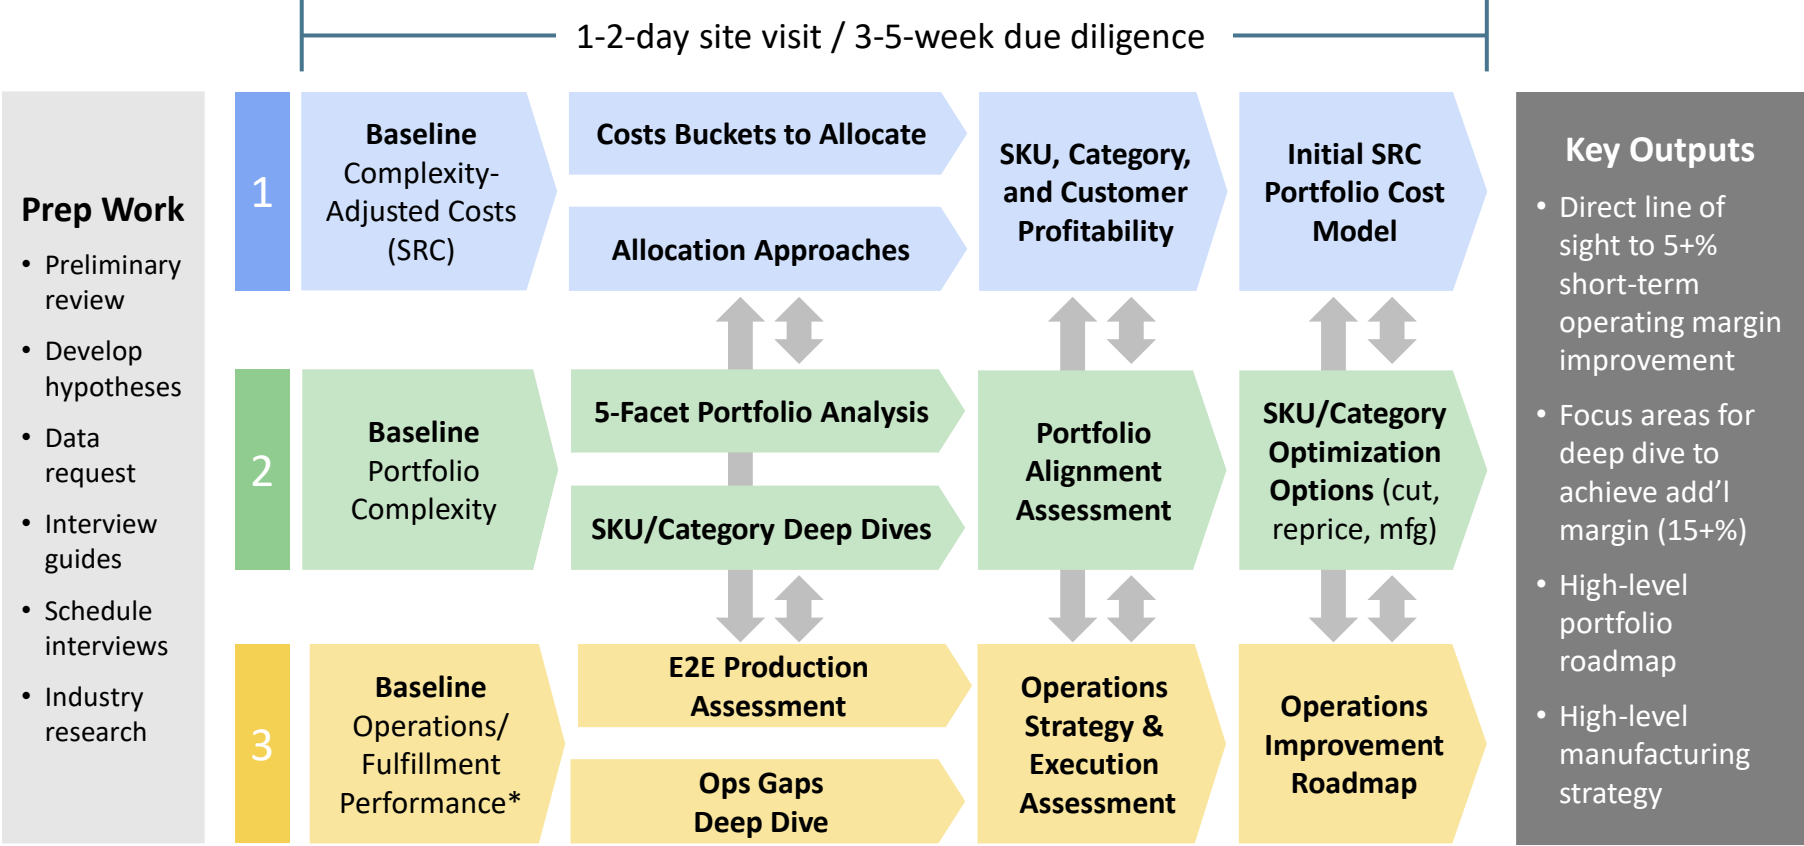 1-2-day site visit / 3-5-week due diligence
Prep Work
• Preliminary
review
• Develop
hypotheses
• Data
request
• Interview
guides
• Schedule
interviews
• Industry
research
1
Baseline
Complexity-
Adjusted Costs
(SRC)
Costs Buckets to Allocate
Allocation Approaches
SKU, Category,
and Customer
Profitability
Initial SRC
Portfolio Cost
Model
2
Baseline
Portfolio
Complexity
5-Facet Portfolio Analysis
SKU/Category Deep Dives
Portfolio
Alignment
Assessment
SKU/Category
Optimization
Options (cut,
reprice, mfg)
3
Baseline
Operations/
Fulfillment
Performance*
E2E Production
Assessment
Ops Gaps
Deep Dive
Operations
Strategy &
Execution
Assessment
Operations
Improvement
Roadmap
Key Outputs
• Direct line of
sight to 5+%
short-term
operating margin
improvement
• Focus areas for
deep dive to
achieve add’l
margin (15+%)
• High-level
portfolio
roadmap
• High-level
manufacturing
strategy